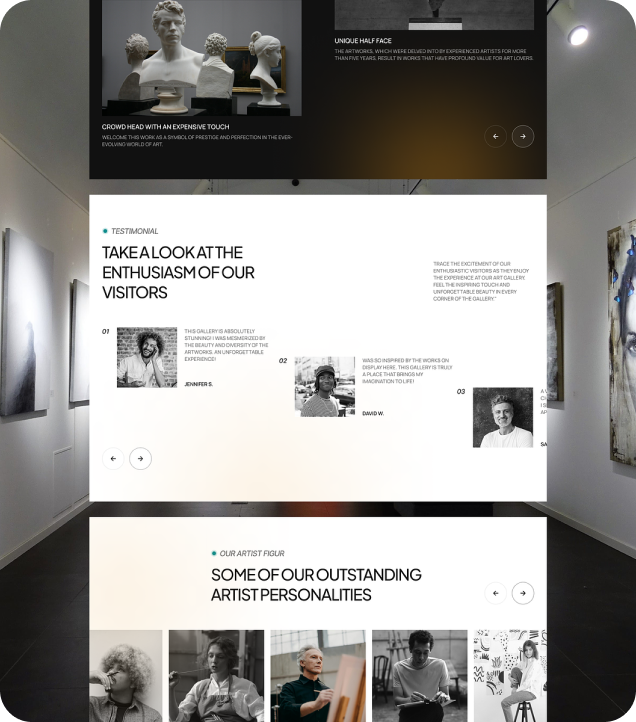 UNIQUE HALF FACE
THE ARTWORKS, WHICH WERE DELVED INTO BY EXPERIENCED ARTISTS FOR MORE
THAN FIVE YEARS, RESULT IN WORKS THAT HAVE PROFOUND VALUE FOR ART LOVERS.
CROWD HEAD WITH AN EXPENSIVE TOUCH
WELCOME THIS WORK AS A SYMBOL OF PRESTIGE AND PERFECTION IN THE EVER-
EVOLVING WORLD OF ART.
TESTIMONIAL
TAKE A LOOK AT THE
ENTHUSIASM OF OUR
VISITORS
TRACE THE EXCITEMENT OF OUR
ENTHUSIASTIC VISITORS AS THEY ENJOY
THE EXPERIENCE AT OUR ART GALLERY.
FEEL THE INSPIRING TOUCH AND
UNFORGETTABLE BEAUTY IN EVERY
CORNER OF THE GALLERY."
01
THIS GALLERY IS ABSOLUTELY
STUNNING! I WAS MESMERIZED BY
THE BEAUTY AND DIVERSITY OF THE
ARTWORKS. AN UNFORGETTABLE
EXPERIENCE!
JENNIFER S.
02
WAS SO INSPIRED BY THE WORKS ON
DISPLAY HERE. THIS GALLERY IS TRULY
A PLACE THAT BRINGS MY
IMAGINATION TO LIFE!
DAVID W.
03
SA
OUR ARTIST FIGUR
SOME OF OUR OUTSTANDING
ARTIST PERSONALITIES